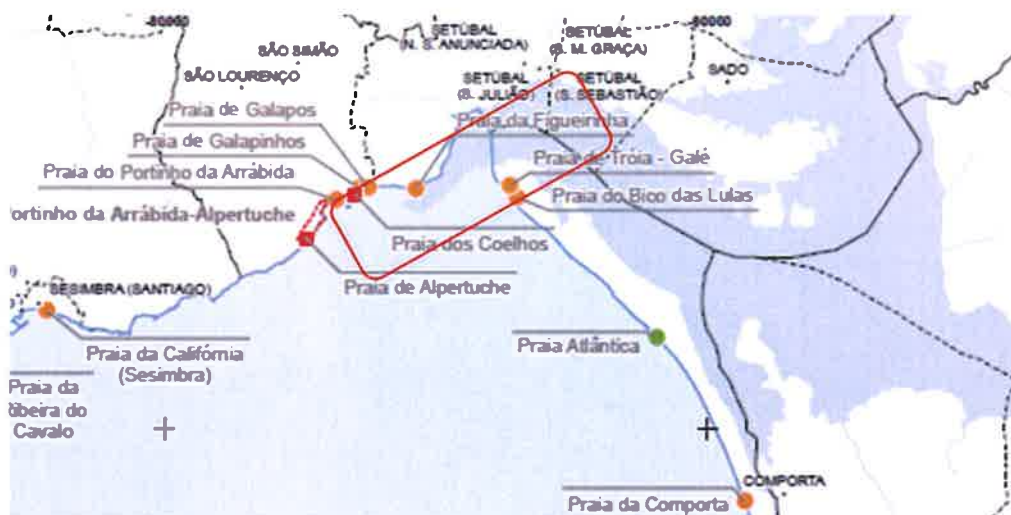 -80000
-60000
SETÚBAL
(N. S. ANUNCIADA)
SETÚBAL
(S. M. GRAÇA)
SÃO SIMÃO
SÃO LOURENÇO
SADO
SETÚBAL
(S. JULIÃO)
SETÚBAL
(S. SEBASTIÃO)
Praia de Galapos
Praia da Figueirinha
Praia de Galapinhos
Praia de Tróia - Galé
Praia do Portinho da Arrábida
Praia do Bico das Lulas
Portinho da Arrábida-Alpertuche
Praia dos Coelhos
Praia de Alpertuche
SESIMBRA (SANTIAGO)
Praia da Califórnia
(Sesimbra)
Praia Atlântica
Praia da
Ribeira do
Cavalo
COMPORTA
Praia da Comporta